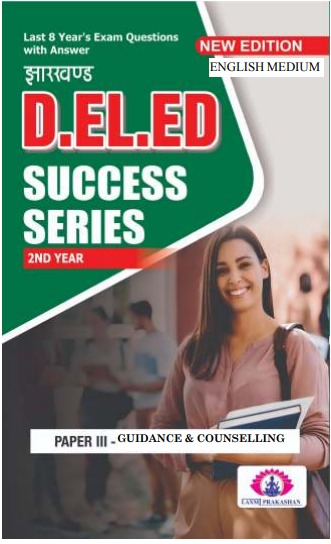 Last 8 Year's Exam Questions
with Answer
NEW EDITION
ENGLISH MEDIUM
झारखण्ड
D.EL.ED
SUCCESS
SERIES
2ND YEAR
PAPER III - GUIDANCE & COUNSELLING
LAXMI PRAKASHAN